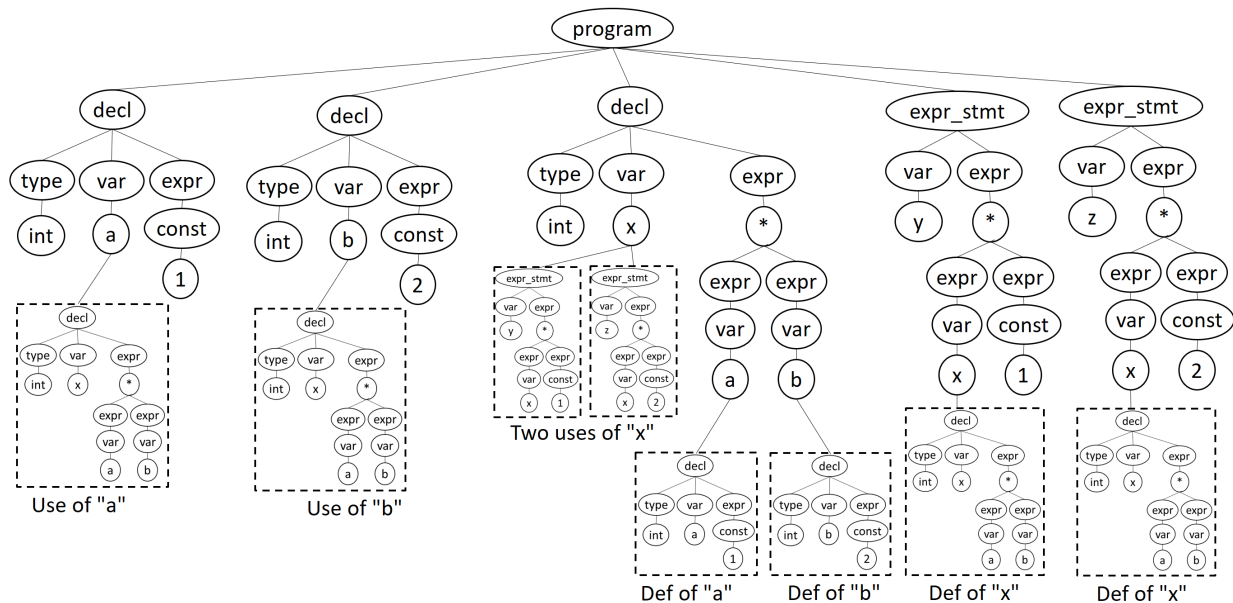 program
decl decl decl expr_stmt expr_stmt
type var expr type var expr type var expr var expr var expr
int a const int b const int x * y * z *
1 2 expr expr expr expr expr expr
var var var const var const
a b x 1 x 2
decl
type var expr
int x *
expr expr
var var
a b
Use of "a"
decl
type var expr
int x *
expr expr
var var
a b
Use of "b"
expr_stmt
var expr
y *
expr expr
var const
x 1
expr_stmt
var expr
z *
expr expr
var const
x 2
Two uses of "x"
decl
type var expr
int a const
1
Def of "a"
decl
type var expr
int b const
2
Def of "b"
decl
type var expr
int x *
expr expr
var var
a b
Def of "x"
decl
type var expr
int x *
expr expr
var var
a b
Def of "x"